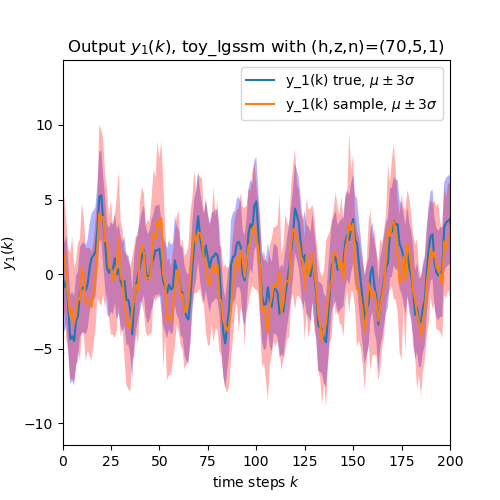 Output y₁(k), toy_lgssm with (h,z,n)=(70,5,1)
y_1(k) true, μ ± 3σ
y_1(k) sample, μ ± 3σ
10
5
0
−5
−10
y₁(k)
0 25 50 75 100 125 150 175 200
time steps k